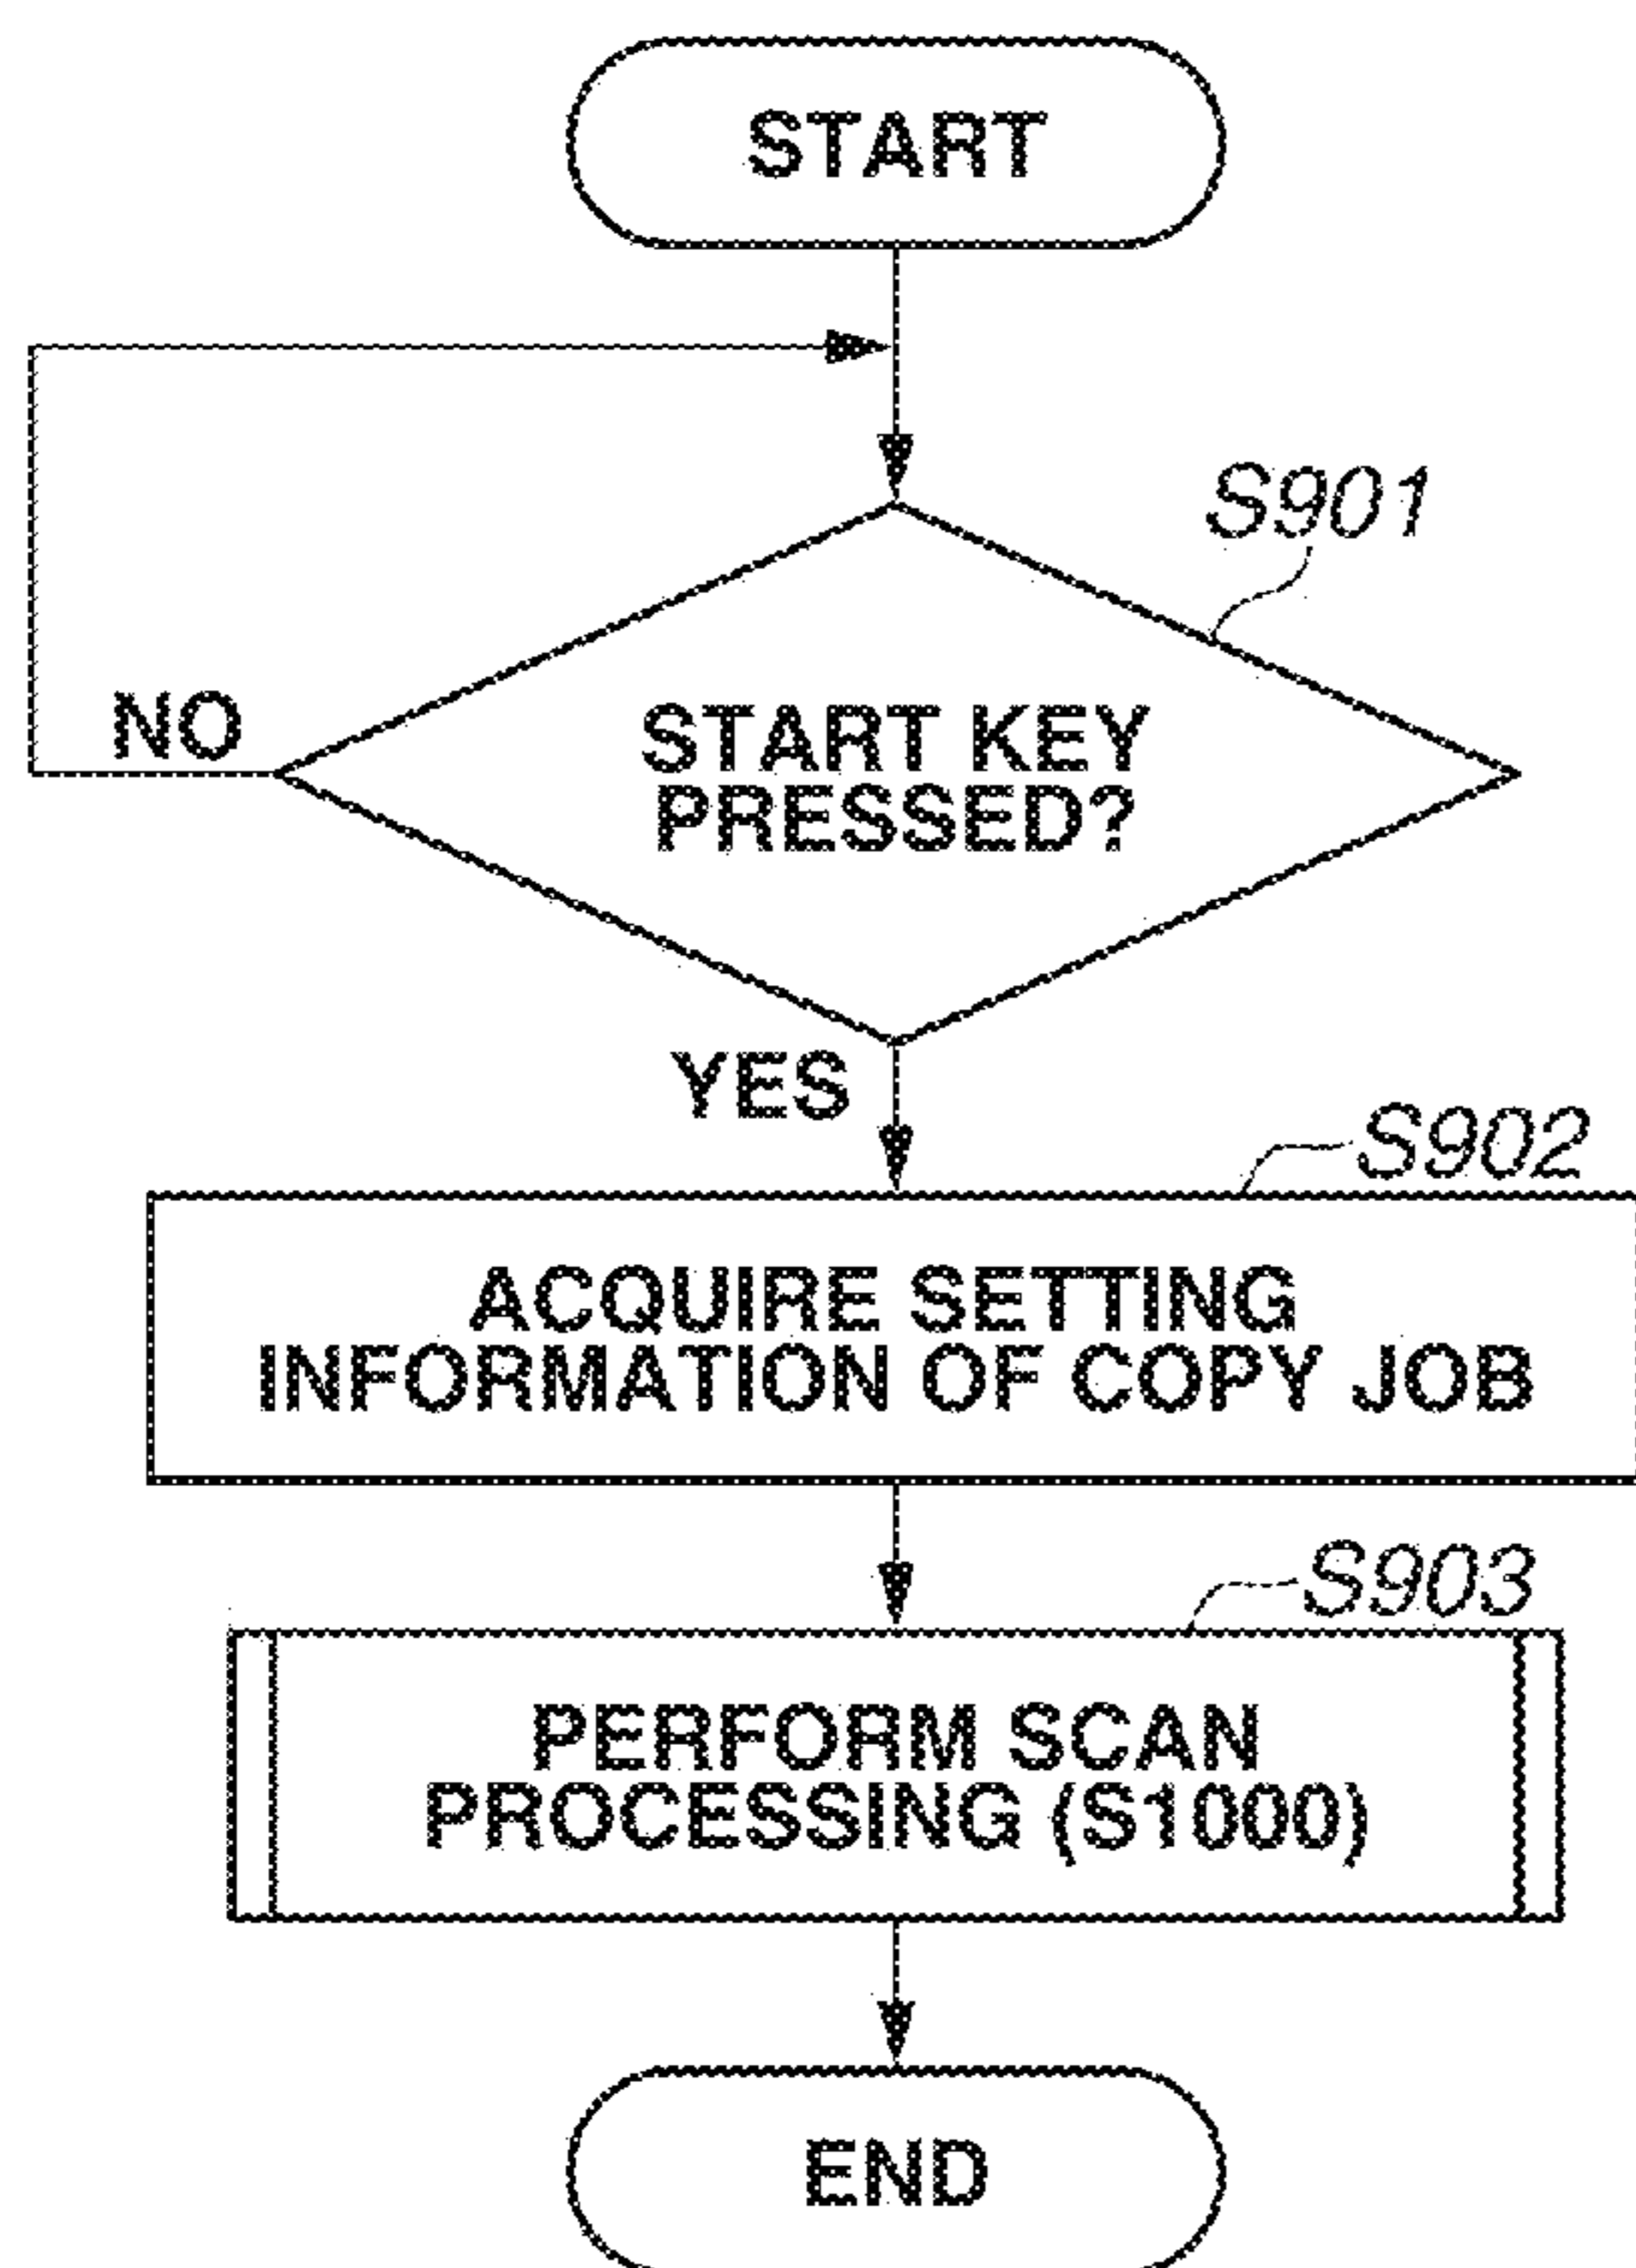 START
S901
START KEY
PRESSED?
NO
YES
S902
ACQUIRE SETTING
INFORMATION OF COPY JOB
S903
PERFORM SCAN
PROCESSING (S1000)
END